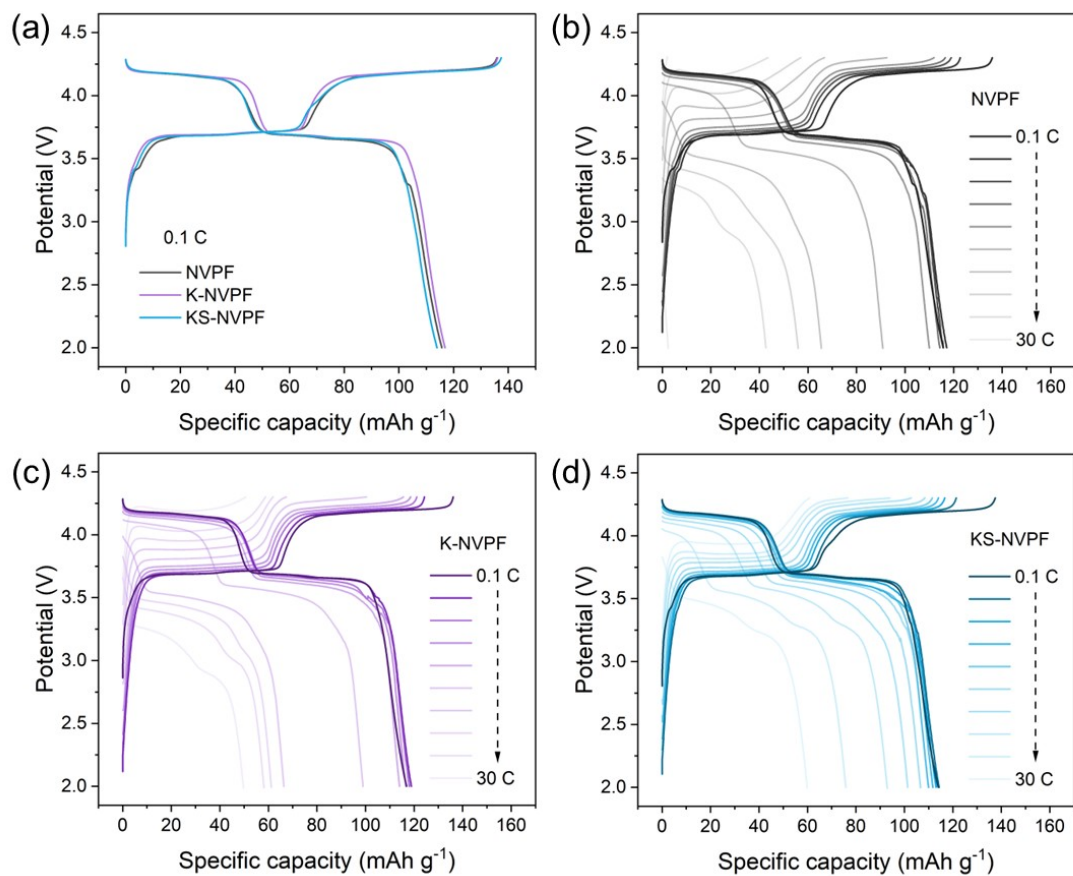 (a)
4.5
4.0
3.5
3.0
2.5
2.0
Potential (V)
0.1 C
NVPF
K-NVPF
KS-NVPF
0 20 40 60 80 100 120 140
Specific capacity (mAh g⁻¹)
(b)
4.5
4.0
3.5
3.0
2.5
2.0
Potential (V)
NVPF
0.1 C
30 C
0 20 40 60 80 100 120 140 160
Specific capacity (mAh g⁻¹)
(c)
4.5
4.0
3.5
3.0
2.5
2.0
Potential (V)
K-NVPF
0.1 C
30 C
0 20 40 60 80 100 120 140 160
Specific capacity (mAh g⁻¹)
(d)
4.5
4.0
3.5
3.0
2.5
2.0
Potential (V)
KS-NVPF
0.1 C
30 C
0 20 40 60 80 100 120 140 160
Specific capacity (mAh g⁻¹)